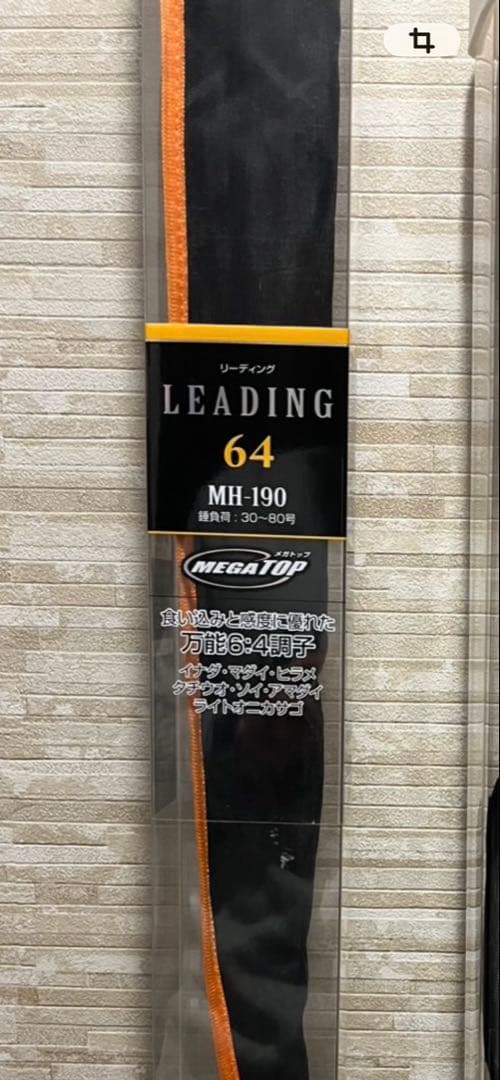 リーディング
LEADING
64
MH-190
錘負荷：30〜80号
メガトップ
MEGATOP
食い込みと感度に優れた
万能6:4調子
イナダ・マダイ・ヒラメ
タチウオ・ソイ・アマダイ
ライトオニカサゴ